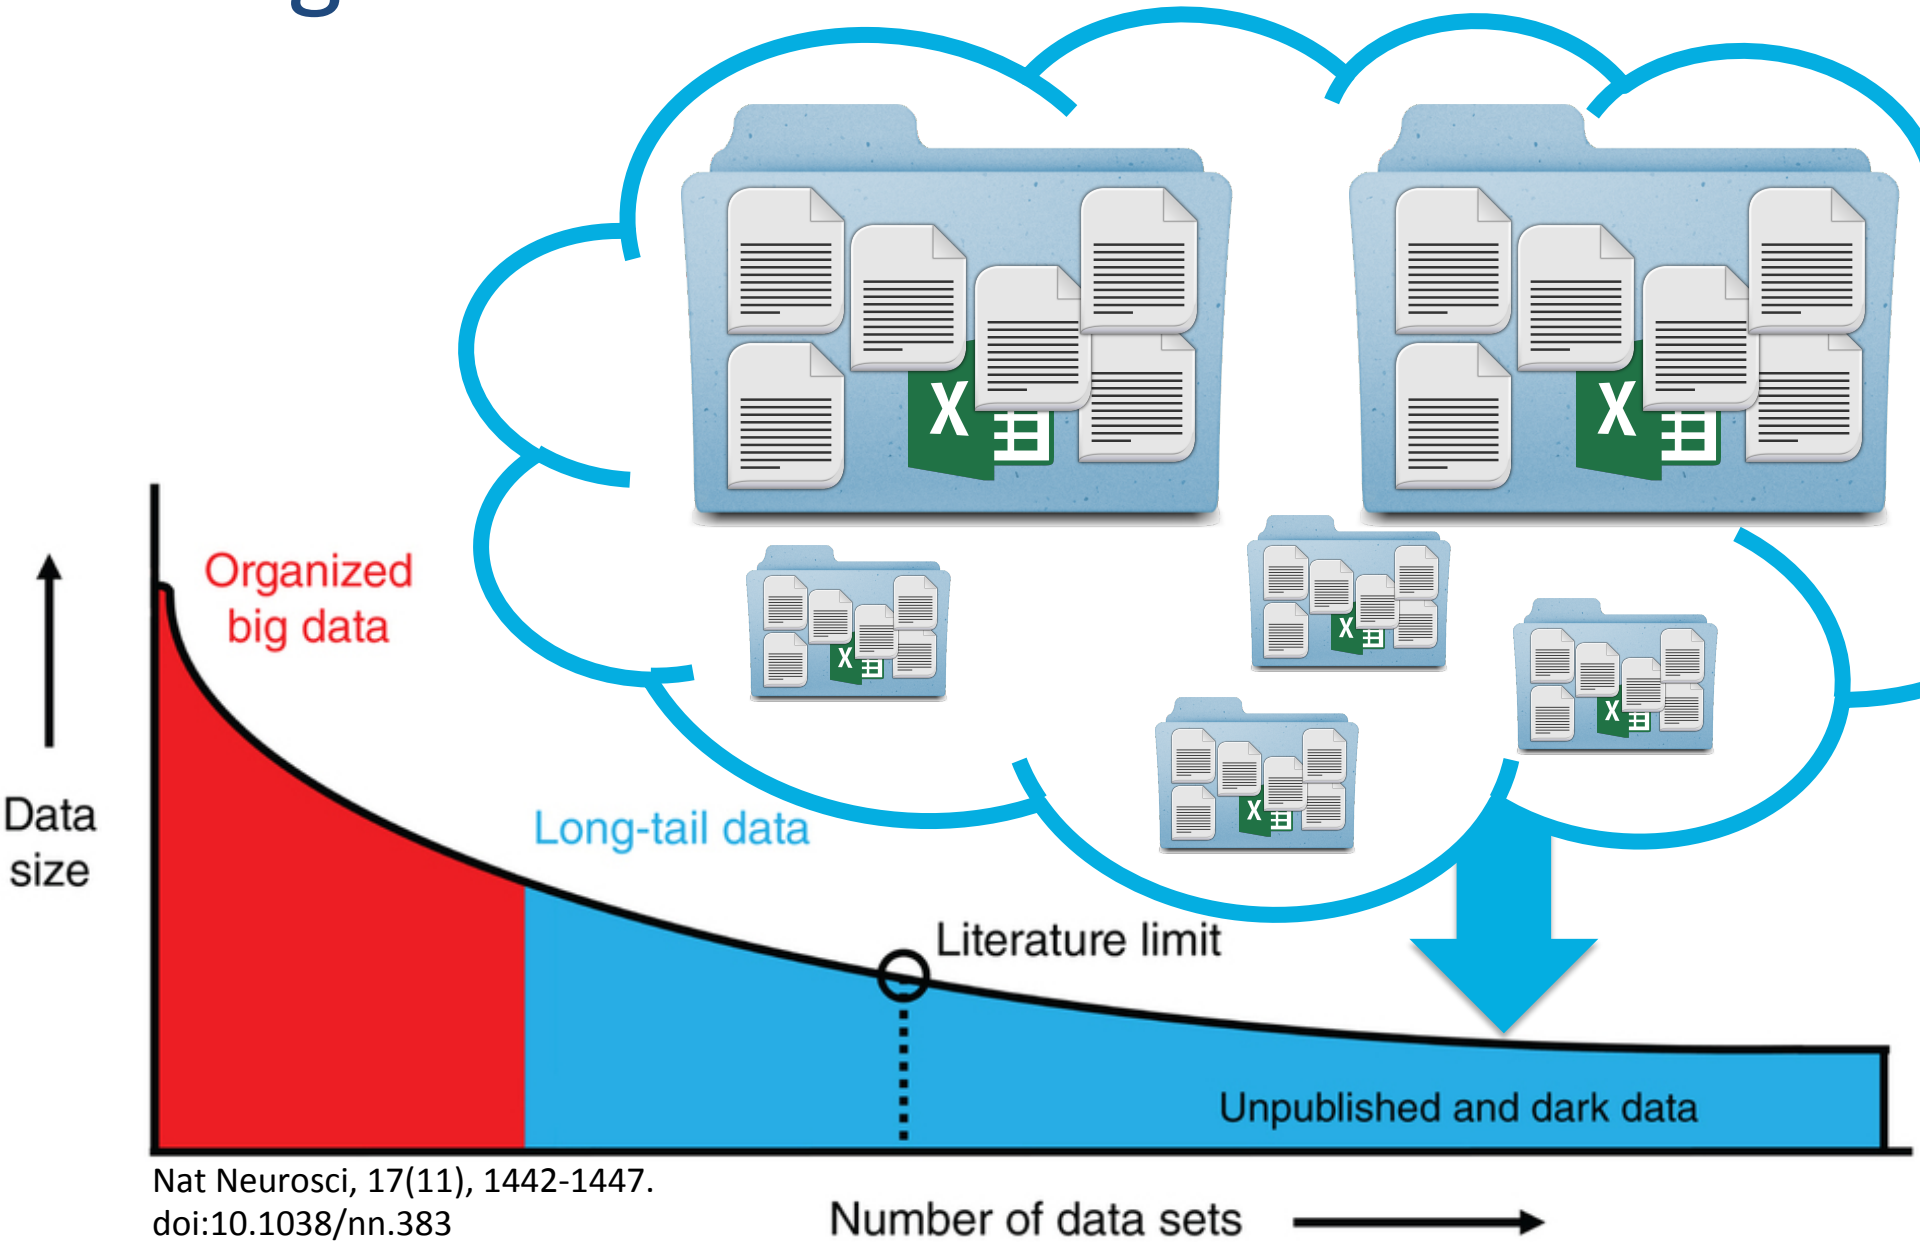 Organized
big data
Data
size
Long-tail data
Literature limit
Unpublished and dark data
Nat Neurosci, 17(11), 1442-1447.
doi:10.1038/nn.383
Number of data sets
X
X
X
X
X
X